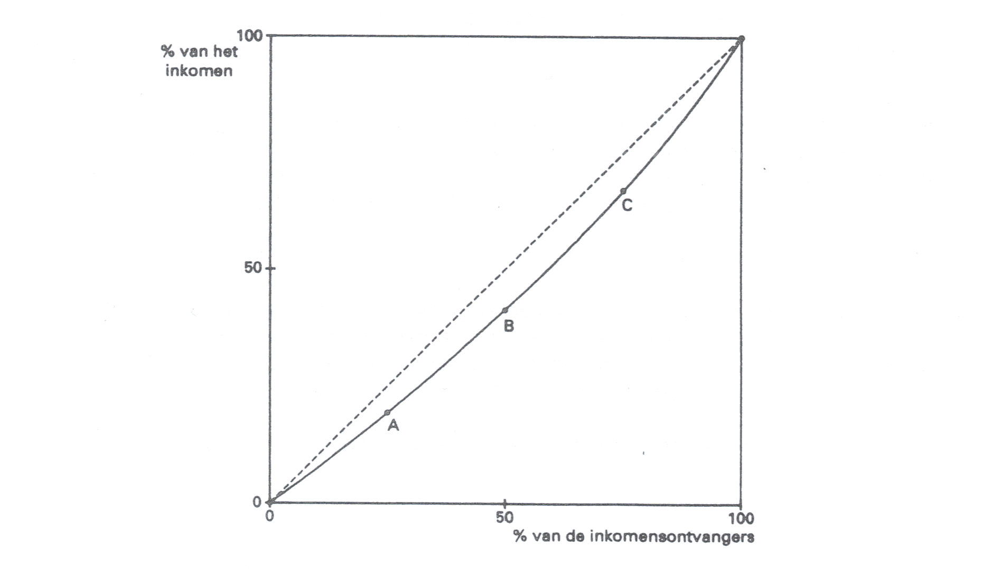 100
% van het
inkomen
C
50
B
A
0
0
50
100
% van de inkomensontvangers